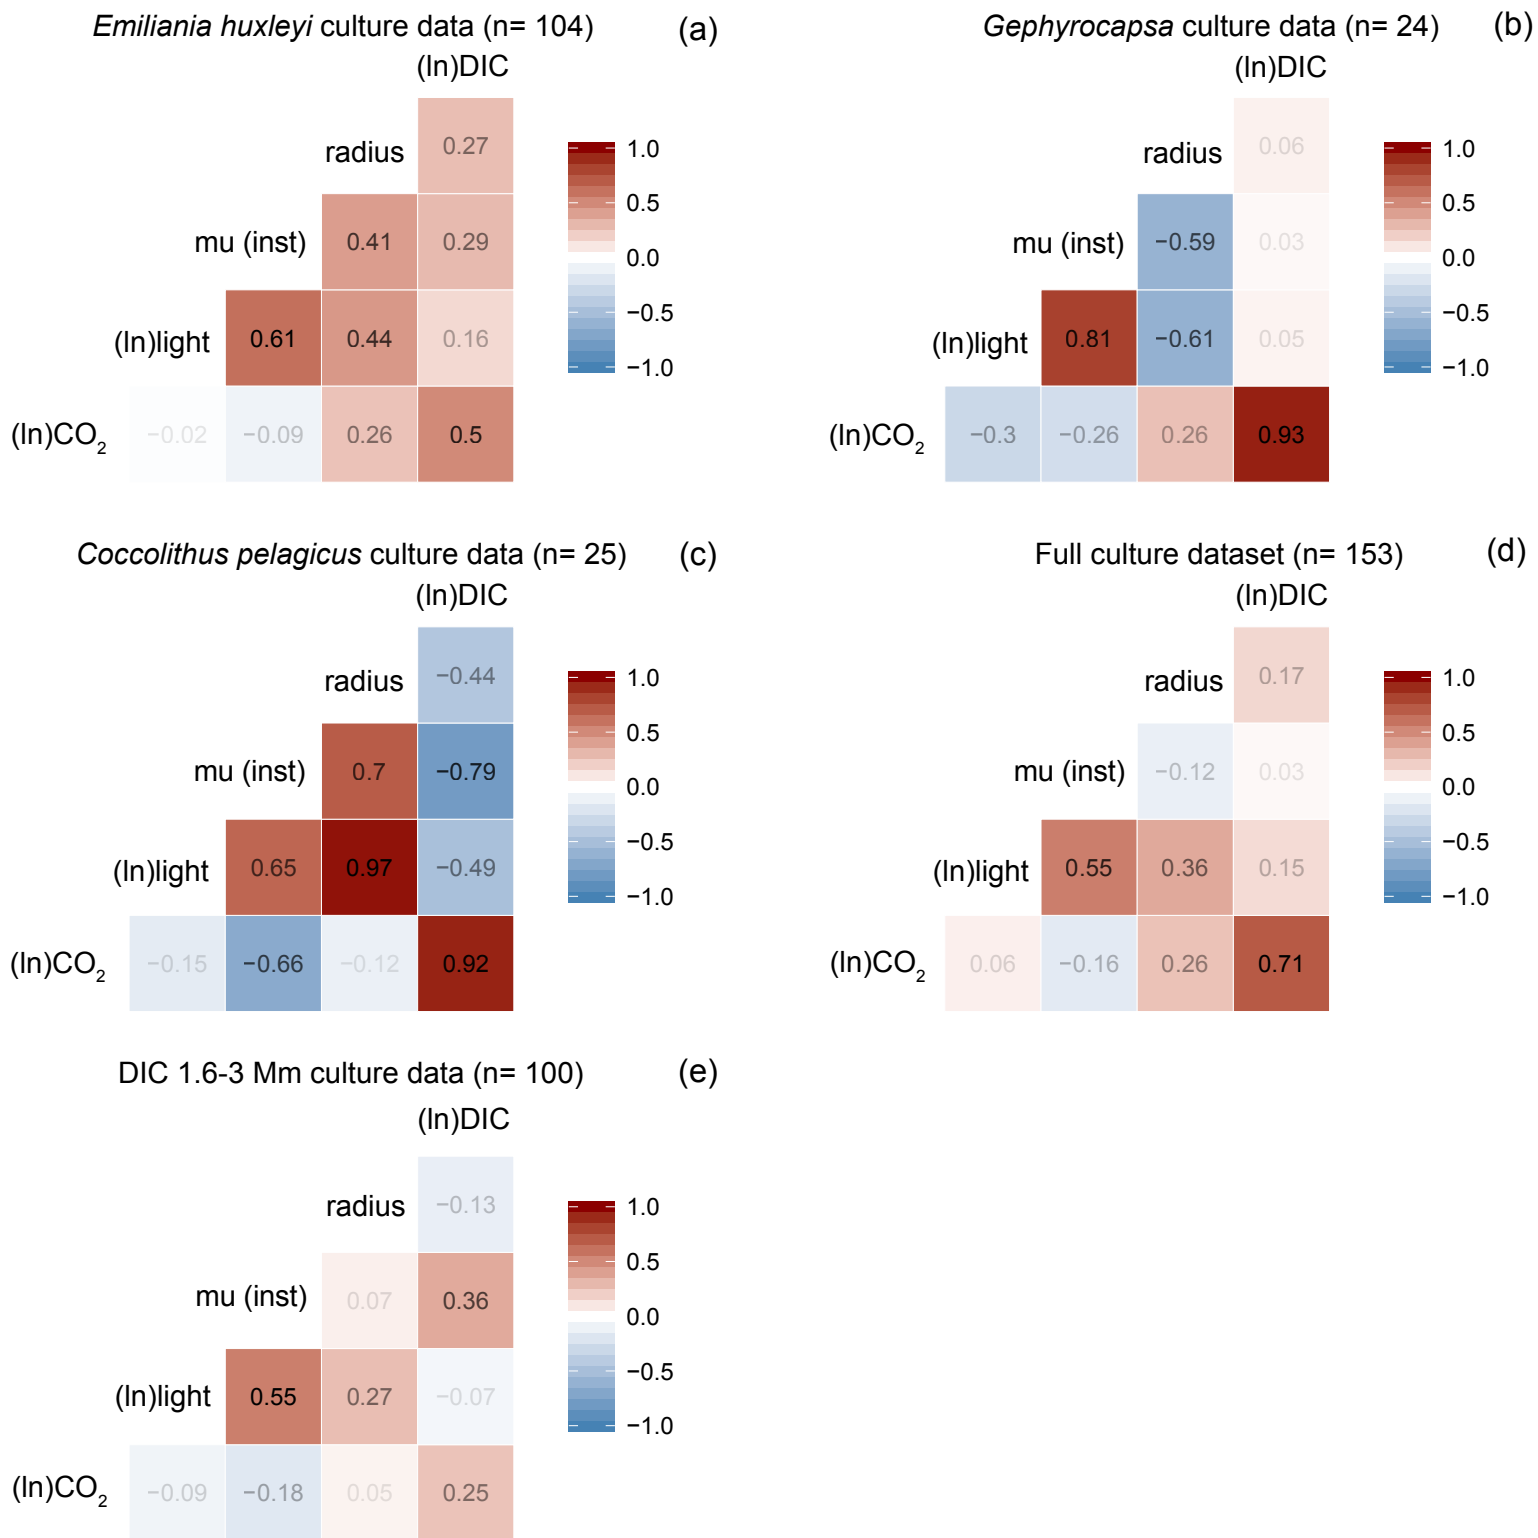 Emiliania huxleyi culture data (n= 104)
(a)
(ln)DIC
radius
0.27
mu (inst)
0.41
0.29
(ln)light
0.61
0.44
0.16
(ln)CO2
−0.02
−0.09
0.26
0.5
1.0
0.5
0.0
−0.5
−1.0
Gephyrocapsa culture data (n= 24)
(b)
(ln)DIC
radius
0.06
mu (inst)
−0.59
0.03
(ln)light
0.81
−0.61
0.05
(ln)CO2
−0.3
−0.26
0.26
0.93
1.0
0.5
0.0
−0.5
−1.0
Coccolithus pelagicus culture data (n= 25)
(c)
(ln)DIC
radius
−0.44
mu (inst)
0.7
−0.79
(ln)light
0.65
0.97
−0.49
(ln)CO2
−0.15
−0.66
−0.12
0.92
1.0
0.5
0.0
−0.5
−1.0
Full culture dataset (n= 153)
(d)
(ln)DIC
radius
0.17
mu (inst)
−0.12
0.03
(ln)light
0.55
0.36
0.15
(ln)CO2
0.06
−0.16
0.26
0.71
1.0
0.5
0.0
−0.5
−1.0
DIC 1.6-3 Mm culture data (n= 100)
(e)
(ln)DIC
radius
−0.13
mu (inst)
0.07
0.36
(ln)light
0.55
0.27
−0.07
(ln)CO2
−0.09
−0.18
0.05
0.25
1.0
0.5
0.0
−0.5
−1.0